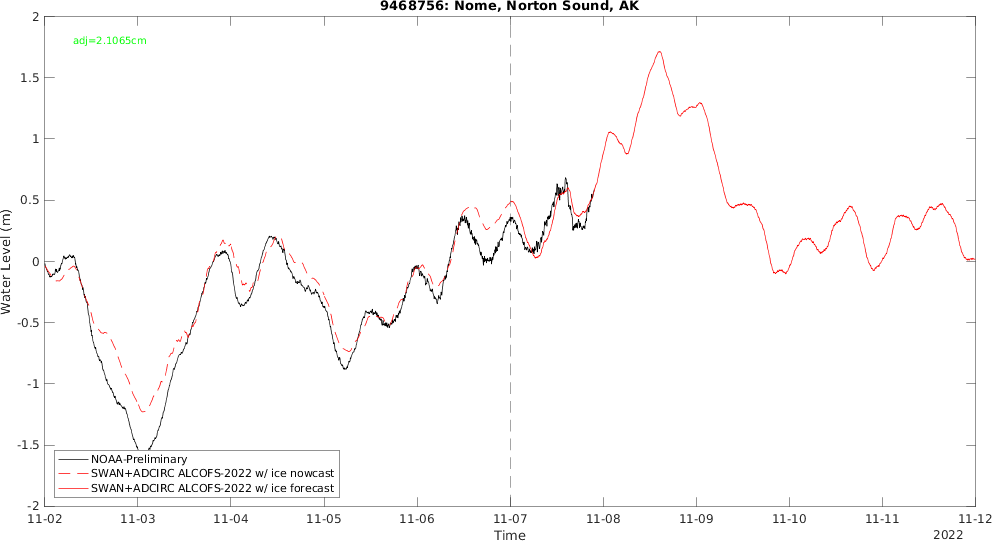 9468756: Nome, Norton Sound, AK
adj=2.1065cm
2
1.5
1
0.5
0
-0.5
-1
-1.5
-2
Water Level (m)
NOAA-Preliminary
SWAN+ADCIRC ALCOFS-2022 w/ ice nowcast
SWAN+ADCIRC ALCOFS-2022 w/ ice forecast
11-02 11-03 11-04 11-05 11-06 11-07 11-08 11-09 11-10 11-11 11-12
Time
2022